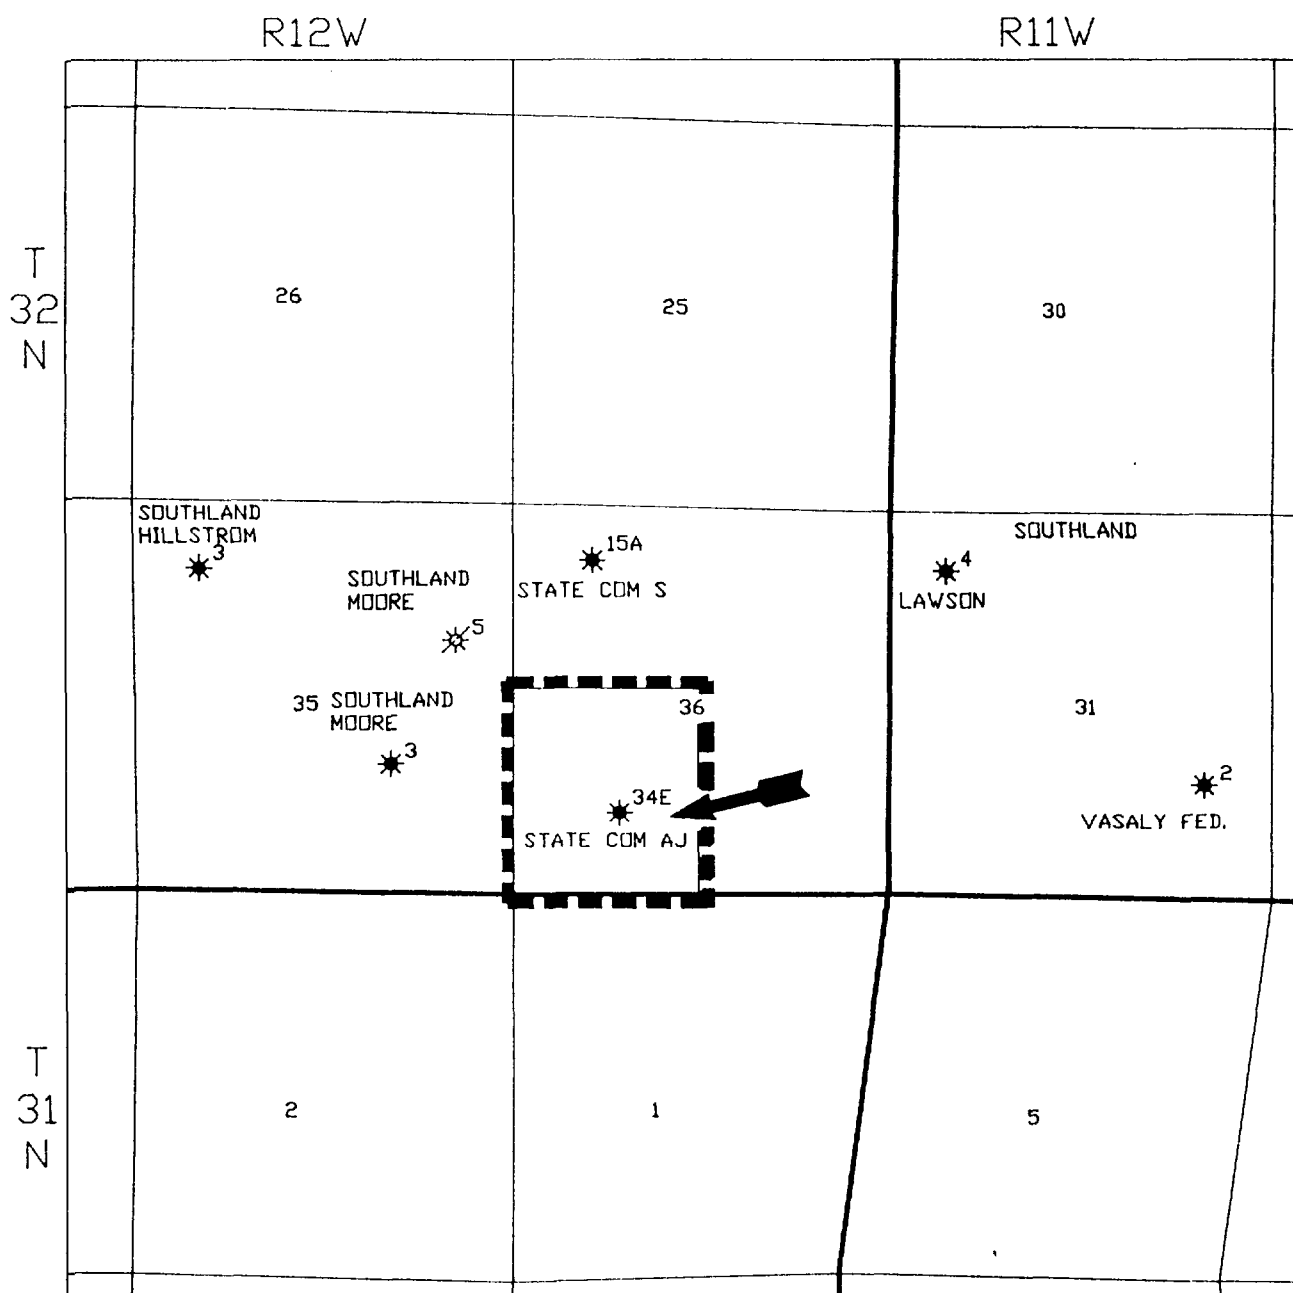 R12W
R11W
T
32
N
26
25
30
SOUTHLAND
HILLSTROM
3
SOUTHLAND
MOORE
5
15A
STATE COM S
SOUTHLAND
4
LAWSON
35
SOUTHLAND
MOORE
3
36
34E
STATE COM AJ
31
2
VASALY FED.
T
31
N
2
1
5